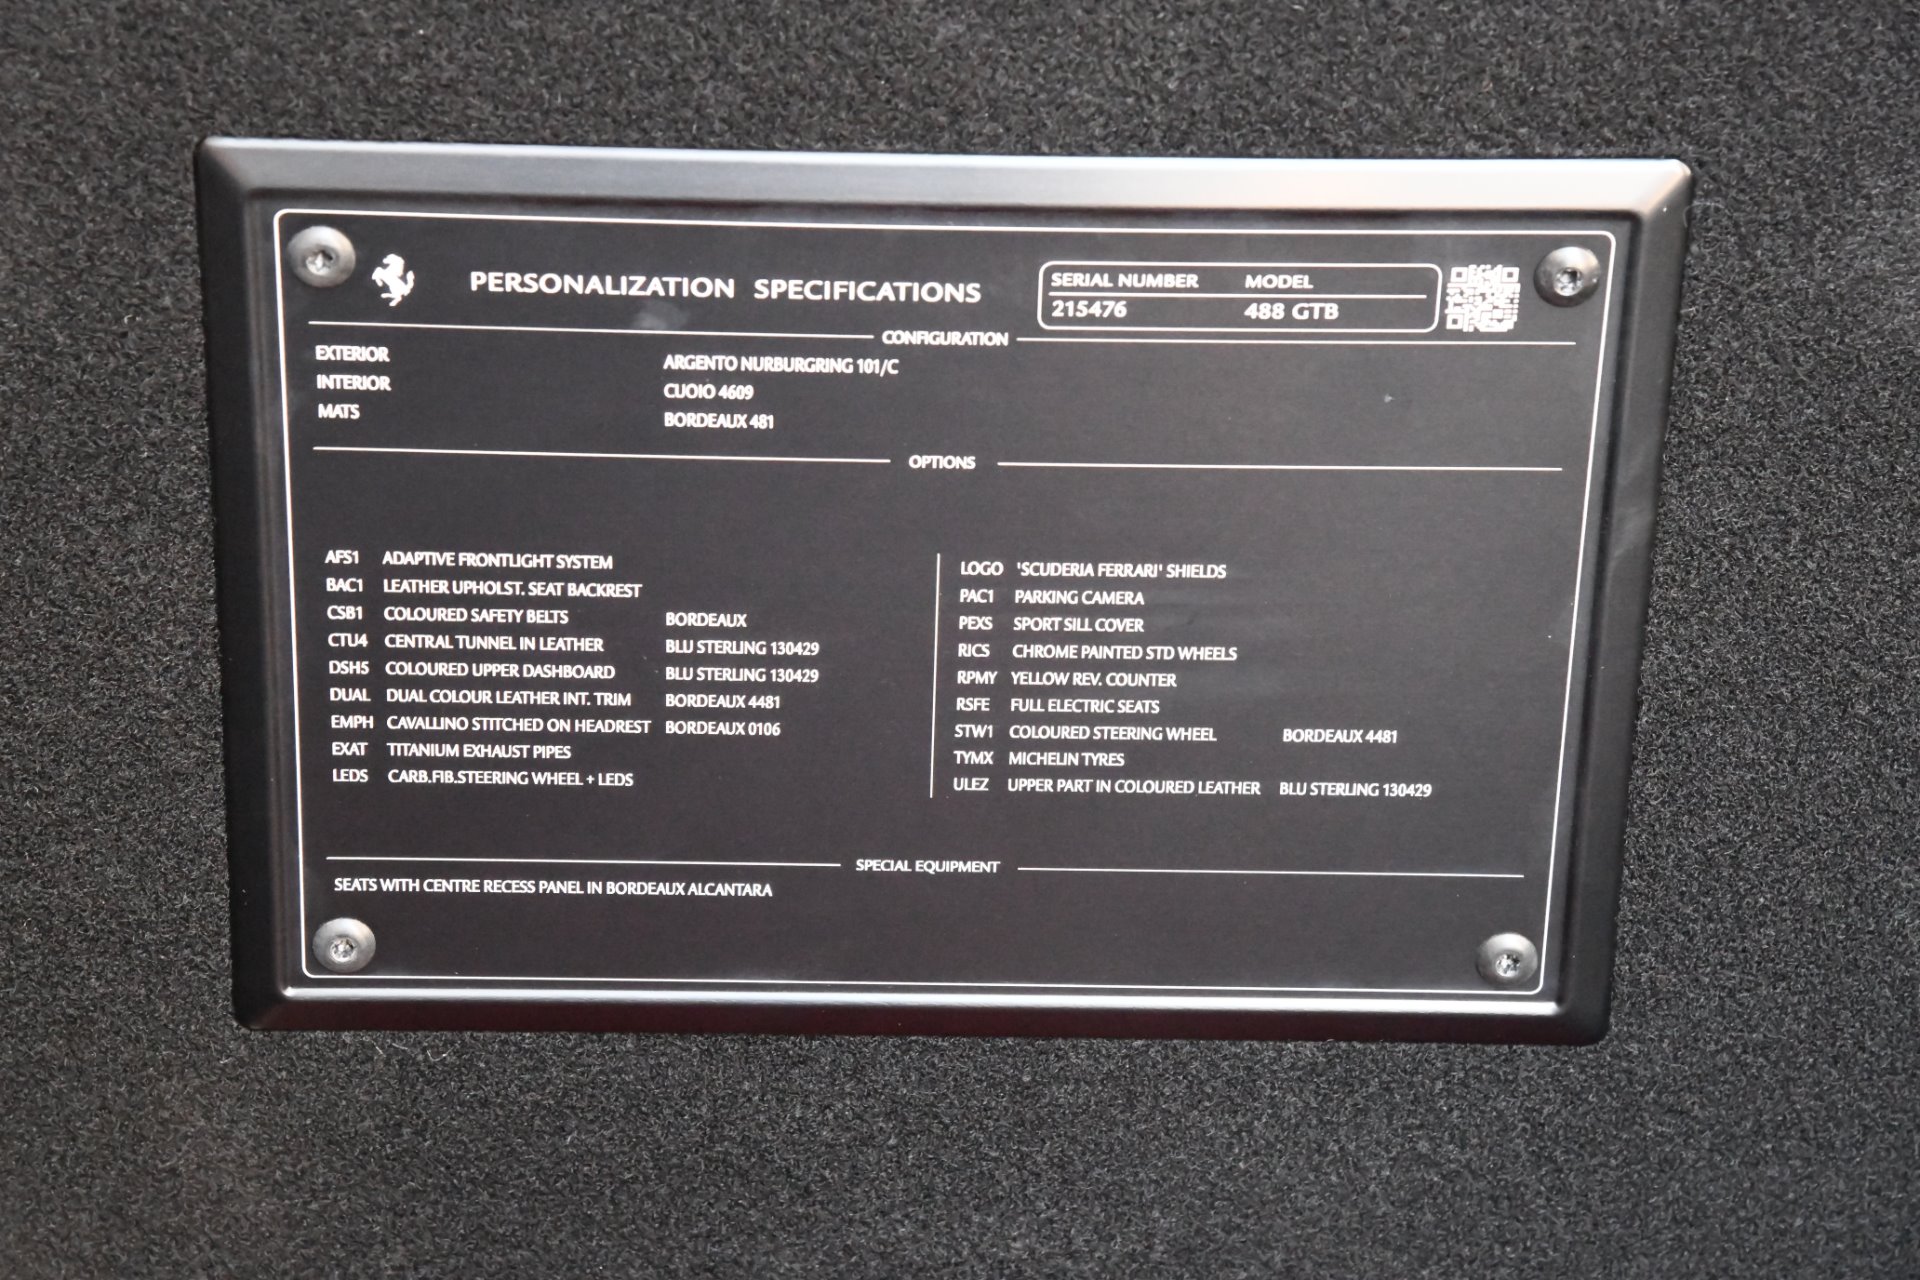 PERSONALIZATION SPECIFICATIONS
SERIAL NUMBER MODEL
215476 488 GTB
CONFIGURATION
EXTERIOR ARGENTO NURBURGRING 101/C
INTERIOR CUOIO 4609
MATS BORDEAUX 481
OPTIONS
AFS1 ADAPTIVE FRONTLIGHT SYSTEM
BAC1 LEATHER UPHOLST. SEAT BACKREST
CSB1 COLOURED SAFETY BELTS BORDEAUX
CTU4 CENTRAL TUNNEL IN LEATHER BLU STERLING 130429
DSH5 COLOURED UPPER DASHBOARD BLU STERLING 130429
DUAL DUAL COLOUR LEATHER INT. TRIM BORDEAUX 4481
EMPH CAVALLINO STITCHED ON HEADREST BORDEAUX 0106
EXAT TITANIUM EXHAUST PIPES
LEDS CARB.FIB.STEERING WHEEL + LEDS
LOGO 'SCUDERIA FERRARI' SHIELDS
PAC1 PARKING CAMERA
PEXS SPORT SILL COVER
RICS CHROME PAINTED STD WHEELS
RPMY YELLOW REV. COUNTER
RSFE FULL ELECTRIC SEATS
STW1 COLOURED STEERING WHEEL BORDEAUX 4481
TYMX MICHELIN TYRES
ULEZ UPPER PART IN COLOURED LEATHER BLU STERLING 130429
SPECIAL EQUIPMENT
SEATS WITH CENTRE RECESS PANEL IN BORDEAUX ALCANTARA